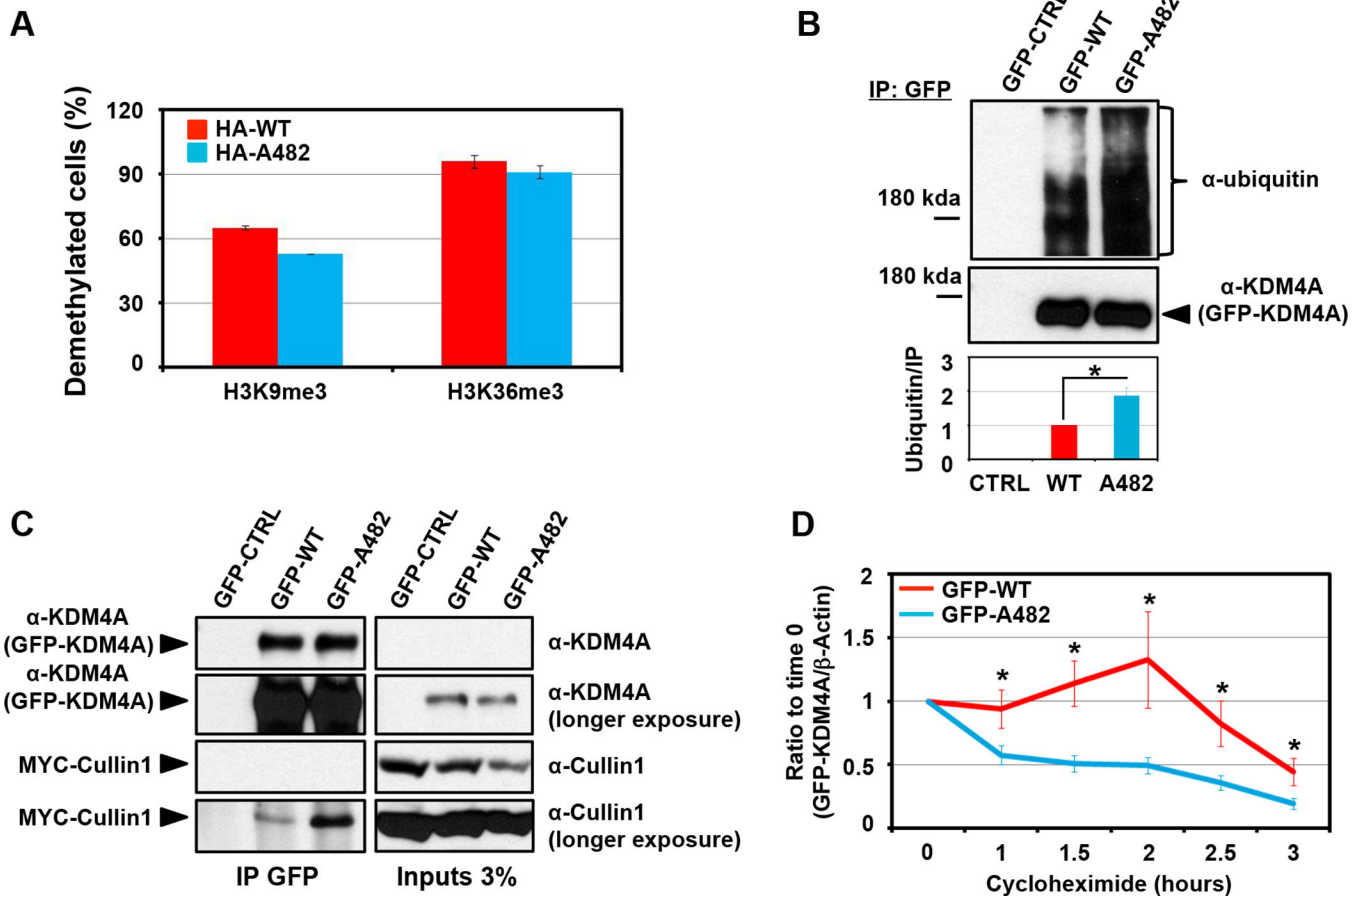 A
Demethylated cells (%)
120
90
60
30
0
HA-WT
HA-A482
H3K9me3
H3K36me3
B
GFP-CTRL
GFP-WT
GFP-A482
IP: GFP
180 kda
α-ubiquitin
180 kda
α-KDM4A
(GFP-KDM4A)
Ubiquitin/IP
3
2
1
0
*
CTRL
WT
A482
C
GFP-CTRL
GFP-WT
GFP-A482
GFP-CTRL
GFP-WT
GFP-A482
α-KDM4A
(GFP-KDM4A)
α-KDM4A
α-KDM4A
(GFP-KDM4A)
α-KDM4A
(longer exposure)
MYC-Cullin1
α-Cullin1
MYC-Cullin1
α-Cullin1
(longer exposure)
IP GFP
Inputs 3%
D
Ratio to time 0
(GFP-KDM4A/β-Actin)
2
1.5
1
0.5
0
GFP-WT
GFP-A482
*
*
*
*
*
0
1
1.5
2
2.5
3
Cycloheximide (hours)